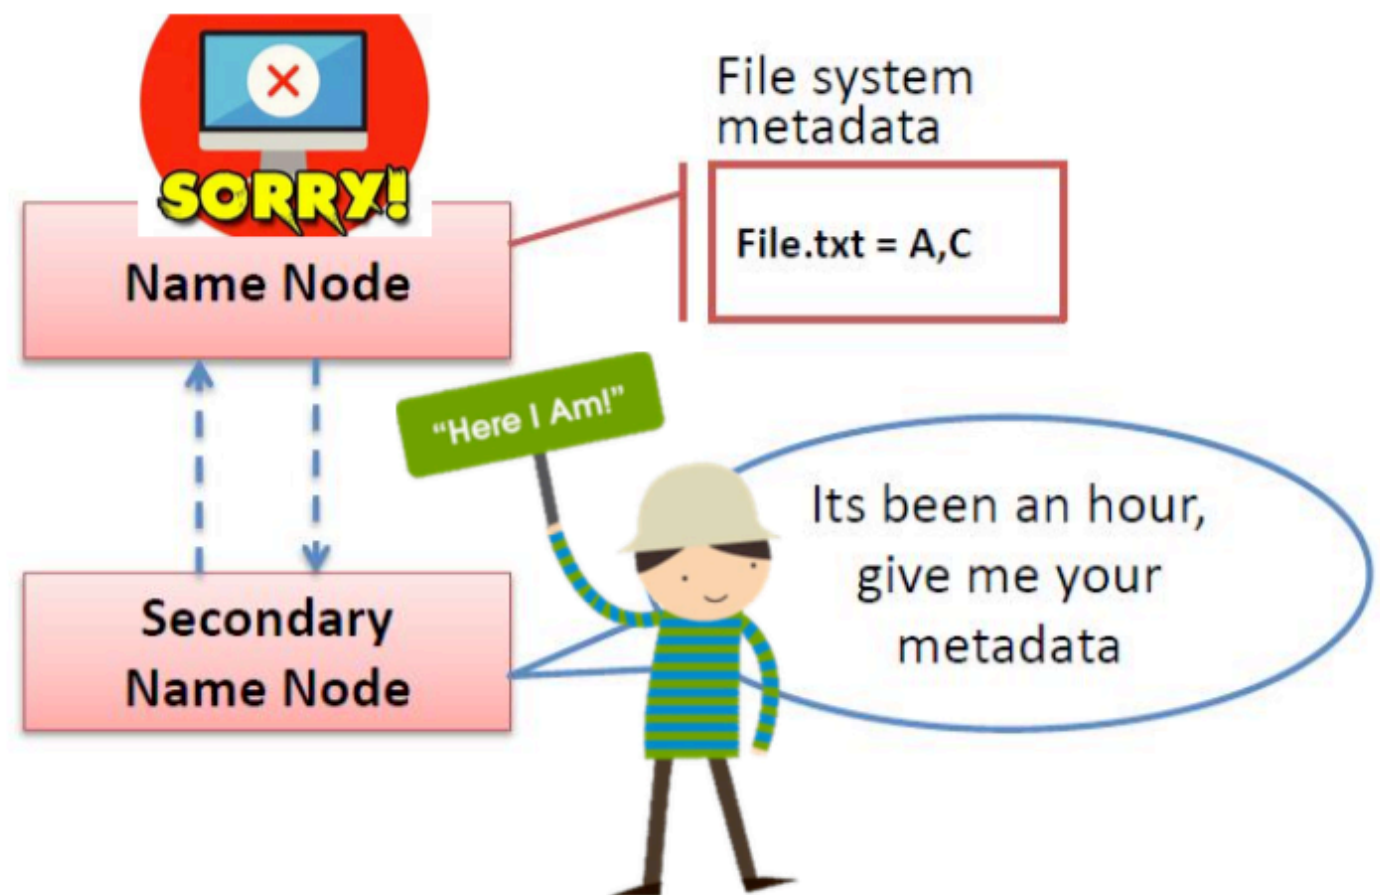 SORRY!
Name Node
File system
metadata
File.txt = A,C
“Here I Am!”
Its been an hour,
give me your
metadata
Secondary
Name Node